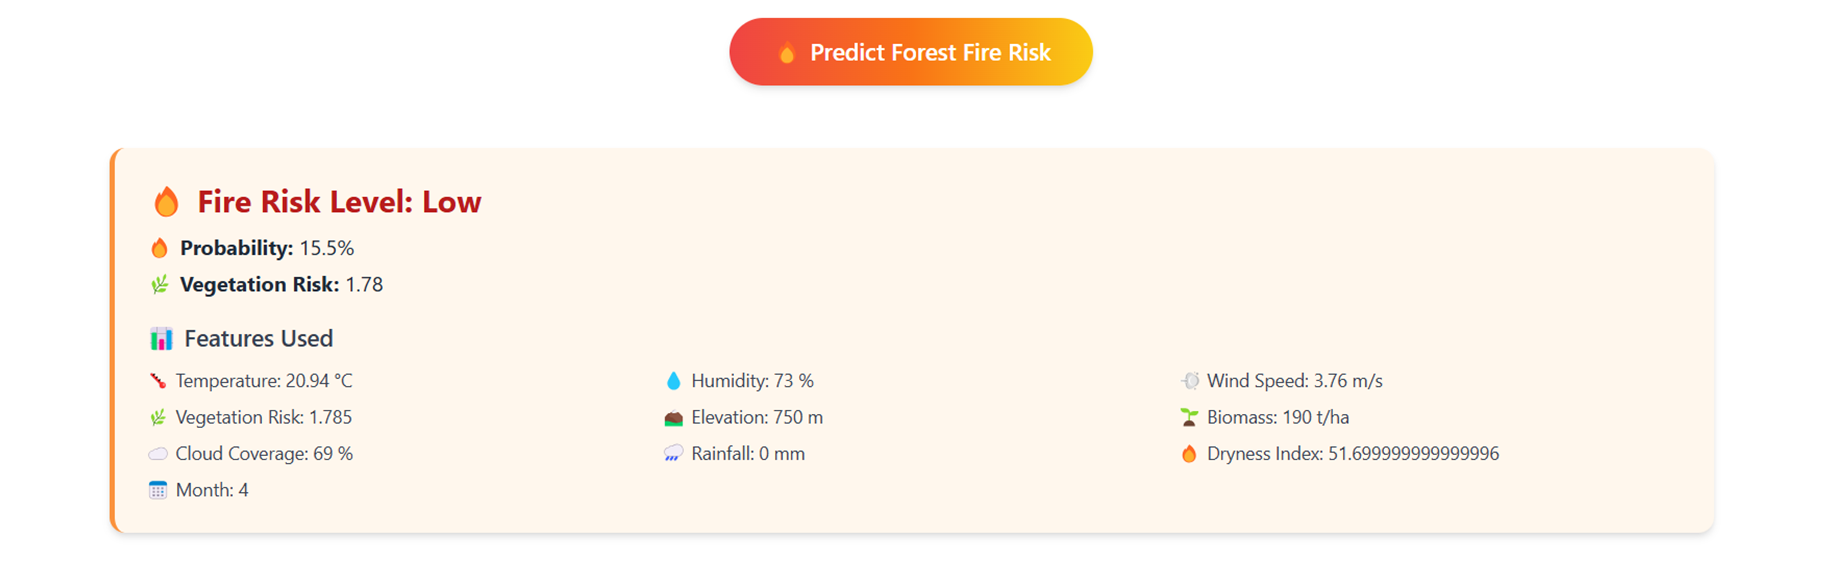 Predict Forest Fire Risk
Fire Risk Level: Low
Probability: 15.5%
Vegetation Risk: 1.78
Features Used
Temperature: 20.94 °C
Humidity: 73 %
Wind Speed: 3.76 m/s
Vegetation Risk: 1.785
Elevation: 750 m
Biomass: 190 t/ha
Cloud Coverage: 69 %
Rainfall: 0 mm
Dryness Index: 51.699999999999996
Month: 4